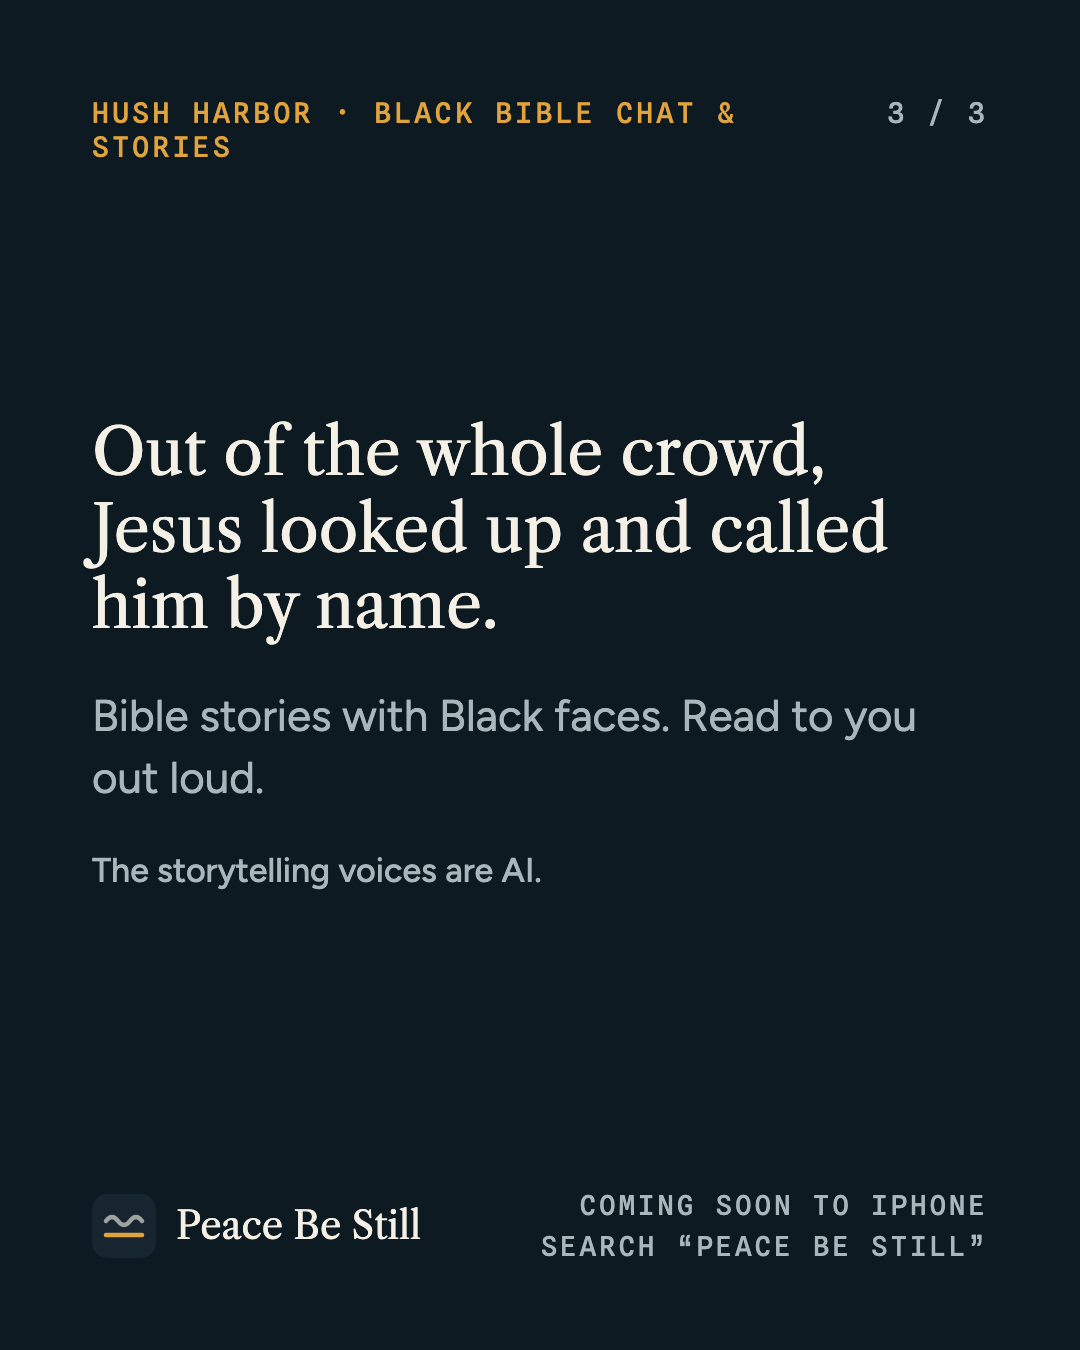 HUSH HARBOR · BLACK BIBLE CHAT &
STORIES
3 / 3
Out of the whole crowd,
Jesus looked up and called
him by name.
Bible stories with Black faces. Read to you
out loud.
The storytelling voices are AI.
Peace Be Still
COMING SOON TO IPHONE
SEARCH “PEACE BE STILL”